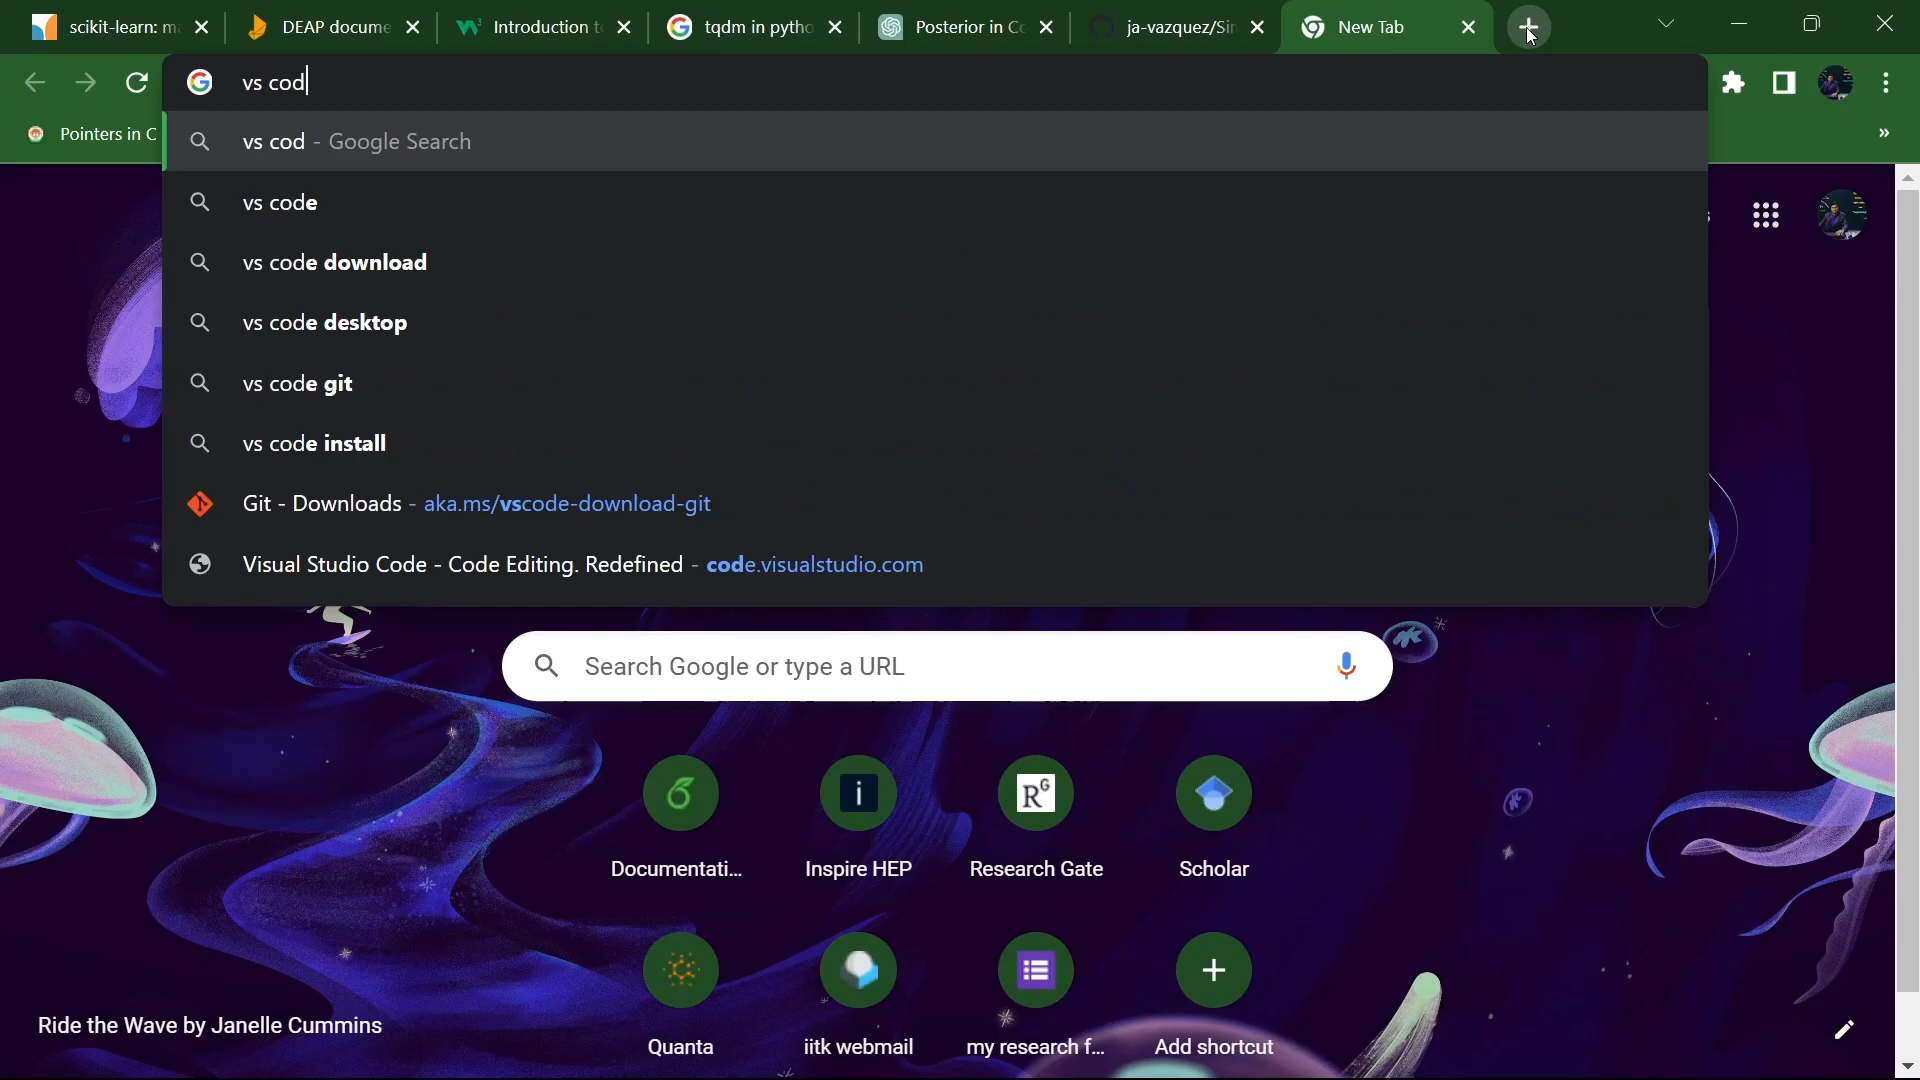 scikit-learn: m
DEAP docume
Introduction t
tqdm in pytho
Posterior in Co
ja-vazquez/Sin
New Tab
vs cod
Pointers in C
vs cod - Google Search
vs code
vs code download
vs code desktop
vs code git
vs code install
Git - Downloads - aka.ms/vscode-download-git
Visual Studio Code - Code Editing. Redefined - code.visualstudio.com
Search Google or type a URL
Documentati...
Inspire HEP
Research Gate
Scholar
Quanta
iitk webmail
my research f...
Add shortcut
Ride the Wave by Janelle Cummins